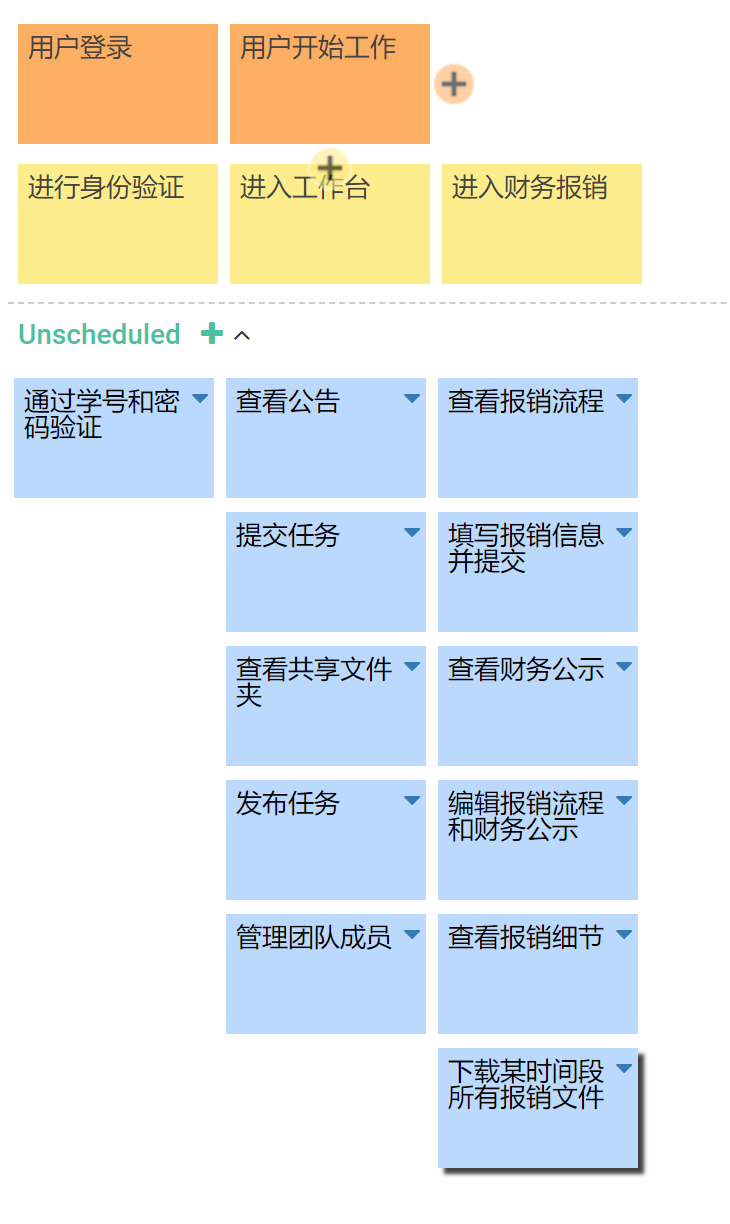 用户登录
用户开始工作
进行身份验证
进入工作台
进入财务报销
Unscheduled
通过学号和密
码验证
查看公告
查看报销流程
提交任务
填写报销信息
并提交
查看共享文件
夹
查看财务公示
发布任务
编辑报销流程
和财务公示
管理团队成员
查看报销细节
下载某时间段
所有报销文件